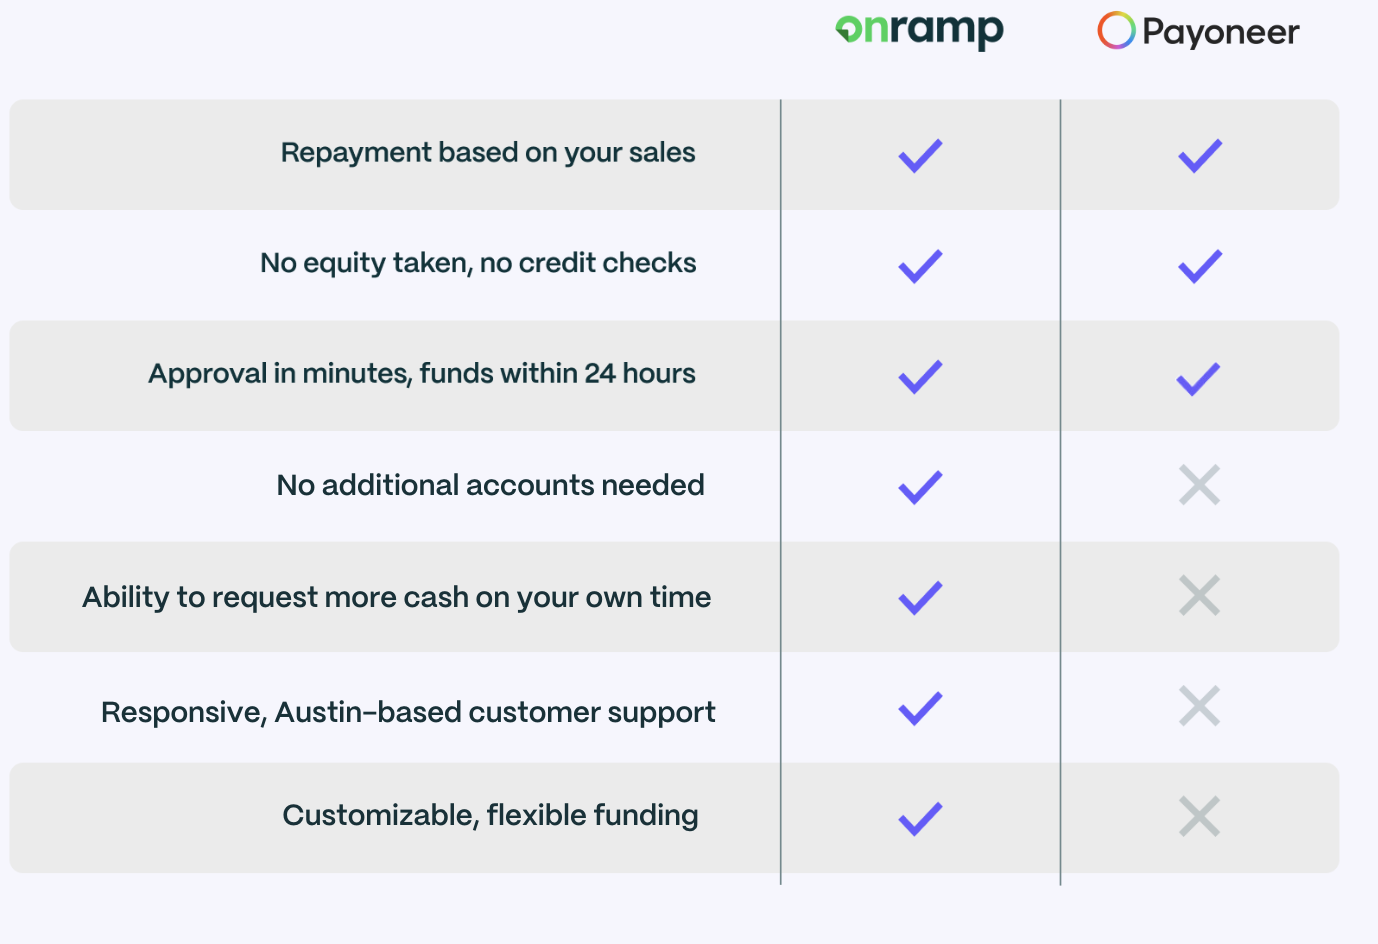 onramp Payoneer
Repayment based on your sales
No equity taken, no credit checks
Approval in minutes, funds within 24 hours
No additional accounts needed
Ability to request more cash on your own time
Responsive, Austin-based customer support
Customizable, flexible funding